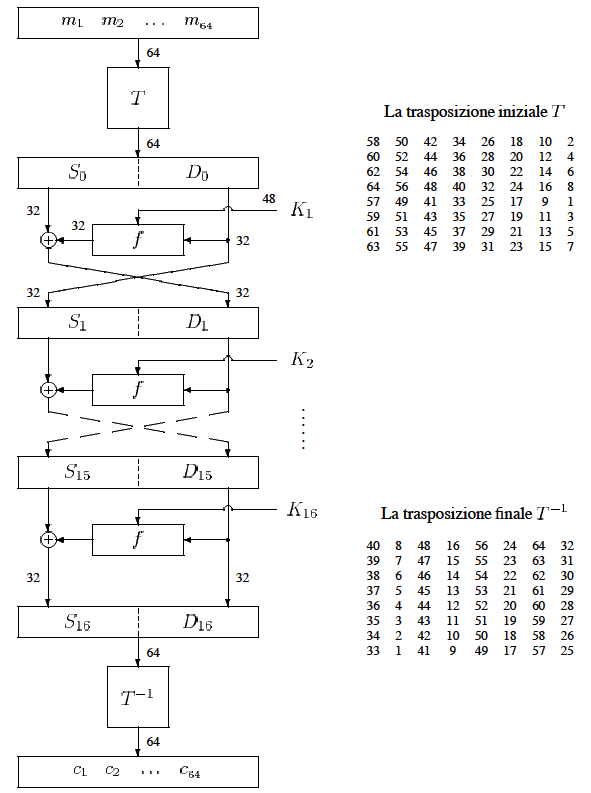 m₁ m₂ ... m₆₄
64
T
64
S₀ D₀
48
K₁
32
32
f
32
32
32
S₁ D₁
K₂
f
S₁₅ D₁₅
K₁₆
f
32
32
S₁₆ D₁₆
64
T⁻¹
64
c₁ c₂ ... c₆₄
La trasposizione iniziale T
58 50 42 34 26 18 10 2
60 52 44 36 28 20 12 4
62 54 46 38 30 22 14 6
64 56 48 40 32 24 16 8
57 49 41 33 25 17 9 1
59 51 43 35 27 19 11 3
61 53 45 37 29 21 13 5
63 55 47 39 31 23 15 7
La trasposizione finale T⁻¹
40 8 48 16 56 24 64 32
39 7 47 15 55 23 63 31
38 6 46 14 54 22 62 30
37 5 45 13 53 21 61 29
36 4 44 12 52 20 60 28
35 3 43 11 51 19 59 27
34 2 42 10 50 18 58 26
33 1 41 9 49 17 57 25